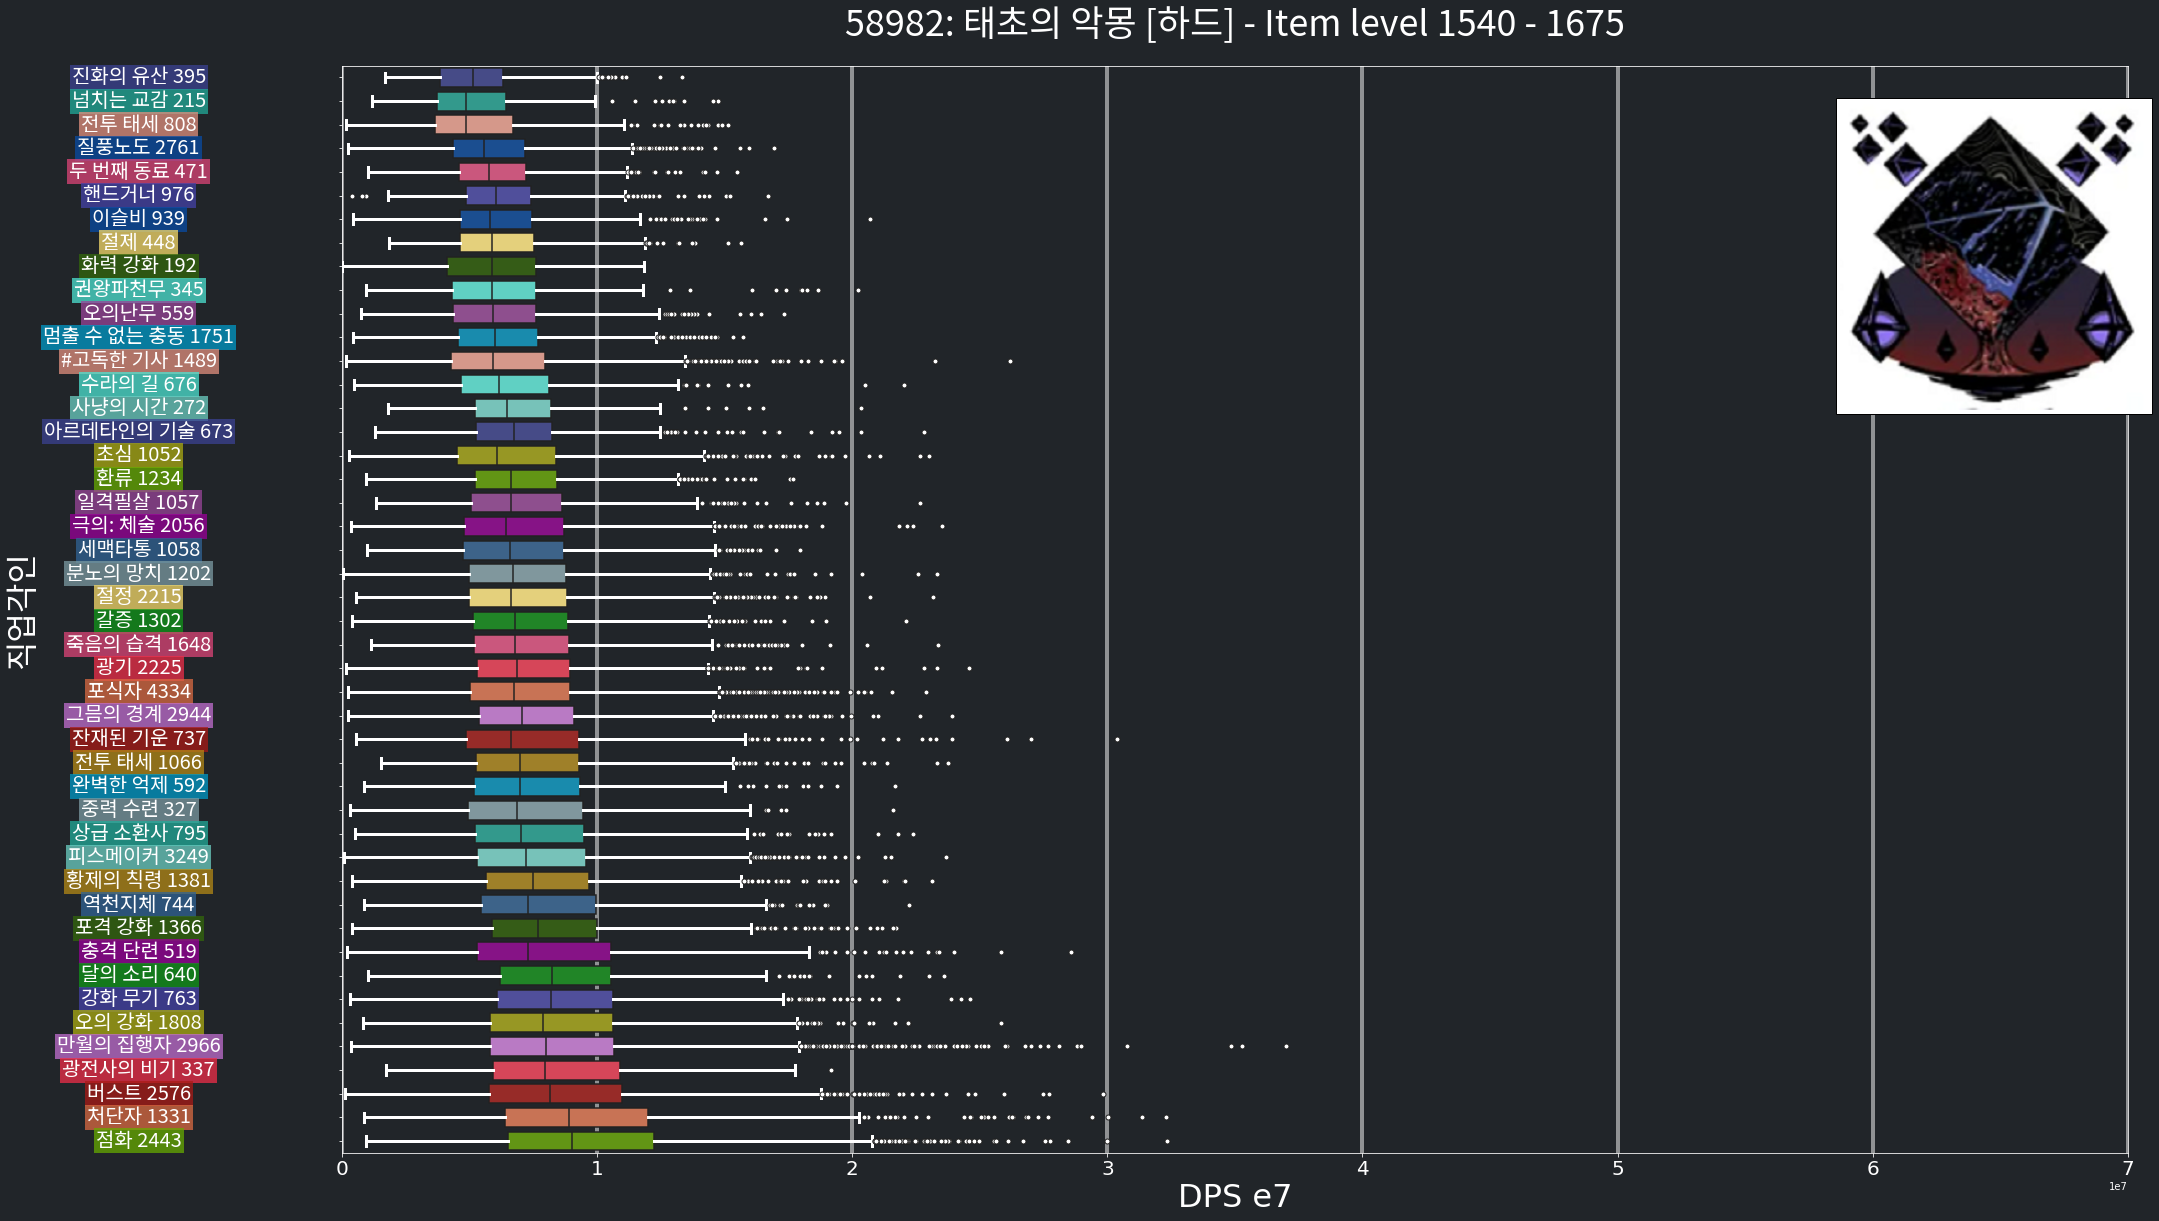 58982: 태초의 악몽 [하드] - Item level 1540 - 1675
직업각인
진화의 유산 395
넘치는 교감 215
전투 태세 808
질풍노도 2761
두 번째 동료 471
핸드거너 976
이슬비 939
절제 448
화력 강화 192
권왕파천무 345
오의난무 559
멈출 수 없는 충동 1751
#고독한 기사 1489
수라의 길 676
사냥의 시간 272
아르데타인의 기술 673
초심 1052
환류 1234
일격필살 1057
극의: 체술 2056
세맥타통 1058
분노의 망치 1202
절정 2215
갈증 1302
죽음의 습격 1648
광기 2225
포식자 4334
그믐의 경계 2944
잔재된 기운 737
전투 태세 1066
완벽한 억제 592
중력 수련 327
상급 소환사 795
피스메이커 3249
황제의 칙령 1381
역천지체 744
포격 강화 1366
충격 단련 519
달의 소리 640
강화 무기 763
오의 강화 1808
만월의 집행자 2966
광전사의 비기 337
버스트 2576
처단자 1331
점화 2443
0 1 2 3 4 5 6 7
1e7
DPS e7